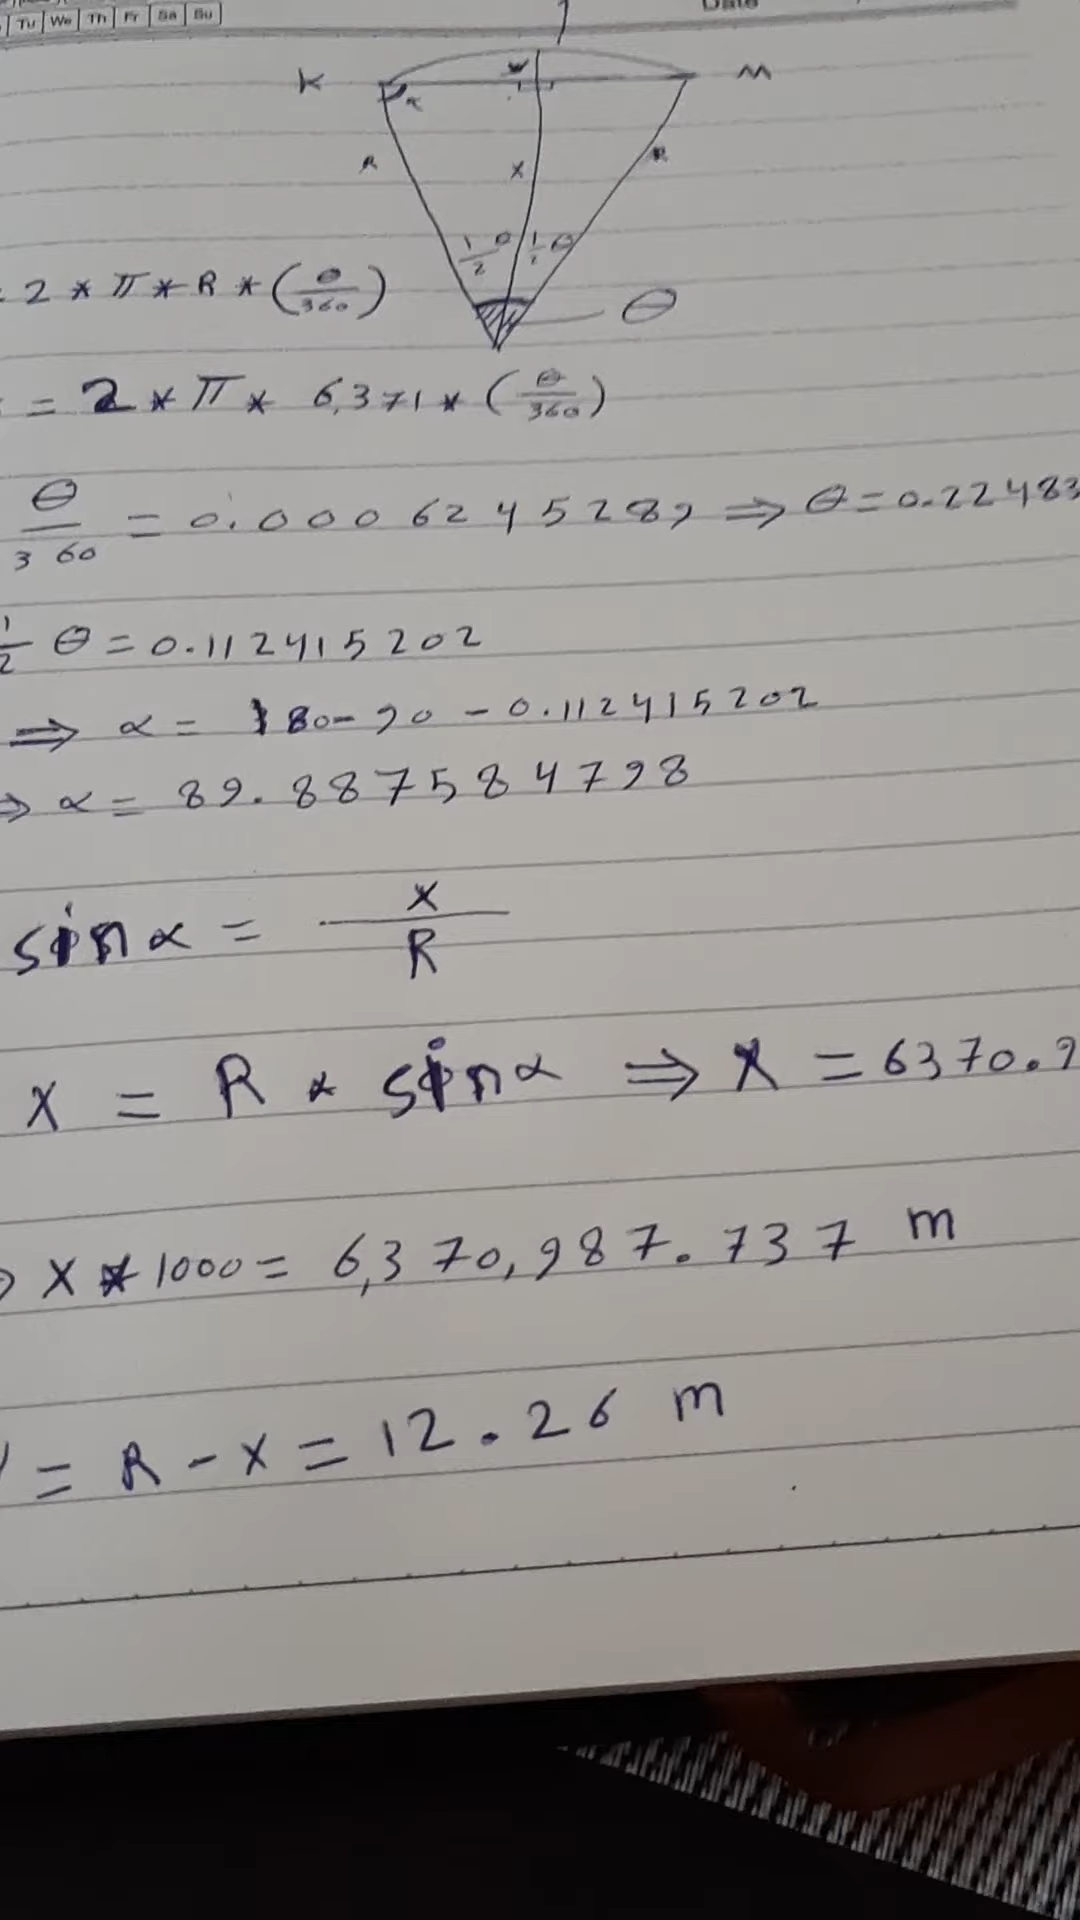 Tu We Th Fr Sa Su
Date
K W M
α
R x R
1/2 θ 1/2 θ
θ
= 2 * π * R * (θ/360)
= 2 * π * 6,371 * (θ/360)
θ/360 = 0.0006245289 ⇒ θ = 0.22483
1/2 θ = 0.112415202
⇒ α = 180 - 90 - 0.112415202
⇒ α = 89.887584798
sin α = x/R
x = R * sin α ⇒ x = 6370.9
x * 1000 = 6,370,987.737 m
= R - x = 12.26 m